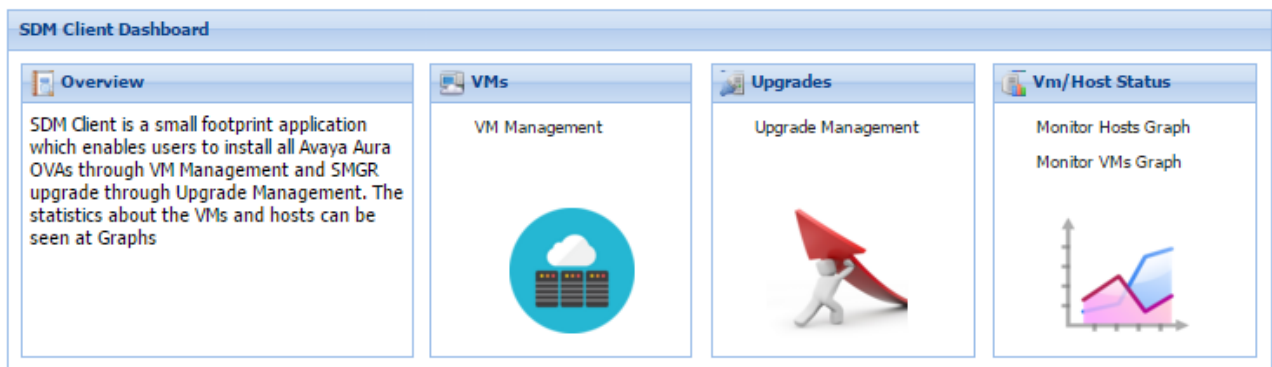 SDM Client Dashboard
Overview
SDM Client is a small footprint application
which enables users to install all Avaya Aura
OVAs through VM Management and SMGR
upgrade through Upgrade Management. The
statistics about the VMs and hosts can be
seen at Graphs
VMs
VM Management
Upgrades
Upgrade Management
Vm/Host Status
Monitor Hosts Graph
Monitor VMs Graph